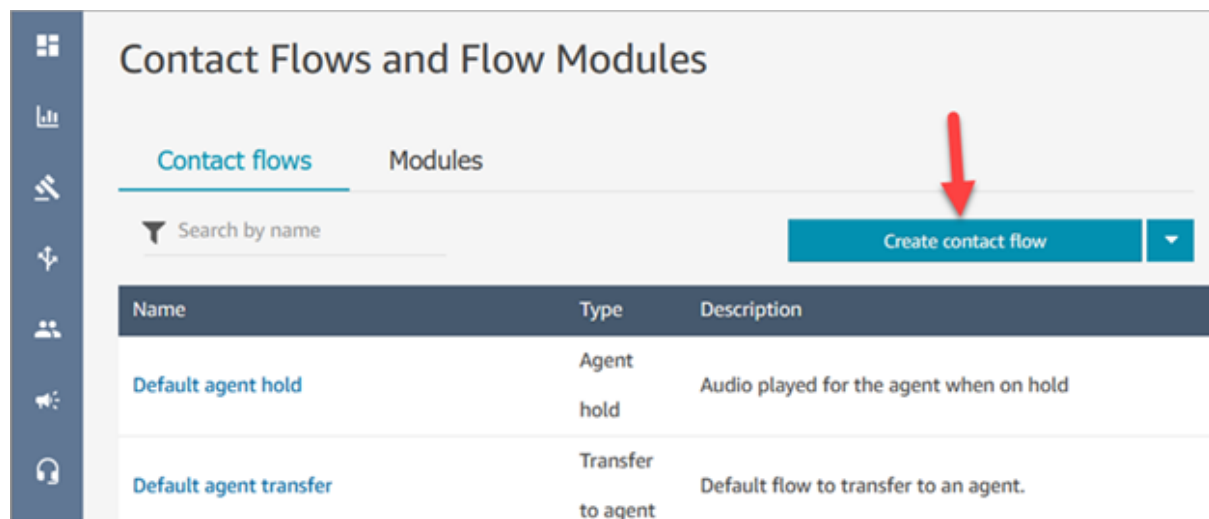 Contact Flows and Flow Modules
Contact flows Modules
Search by name
Create contact flow
Name Type Description
Default agent hold Agent hold Audio played for the agent when on hold
Default agent transfer Transfer to agent Default flow to transfer to an agent.